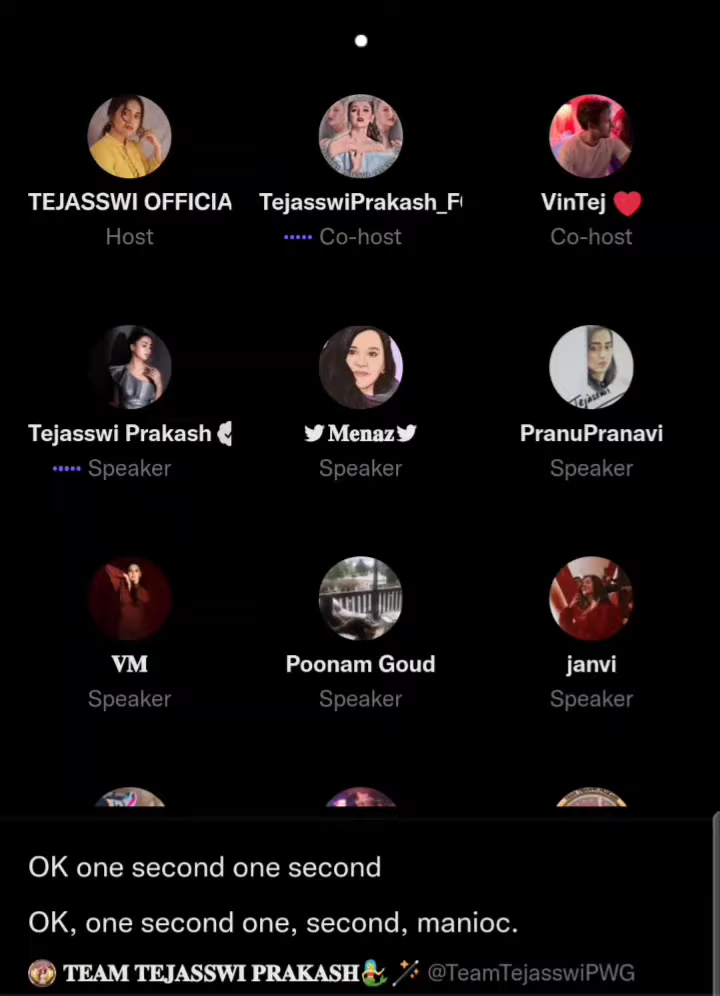 TEJASSWI OFFICIA TejasswiPrakash_F VinTej ❤️
Host Co-host Co-host
Tejasswi Prakash 🕊Menaz🕊 PranuPranavi
Speaker Speaker Speaker
VM Poonam Goud janvi
Speaker Speaker Speaker
OK one second one second
OK, one second one, second, manioc.
TEAM TEJASSWI PRAKASH🧜‍♀️🪄 @TeamTejasswiPWG